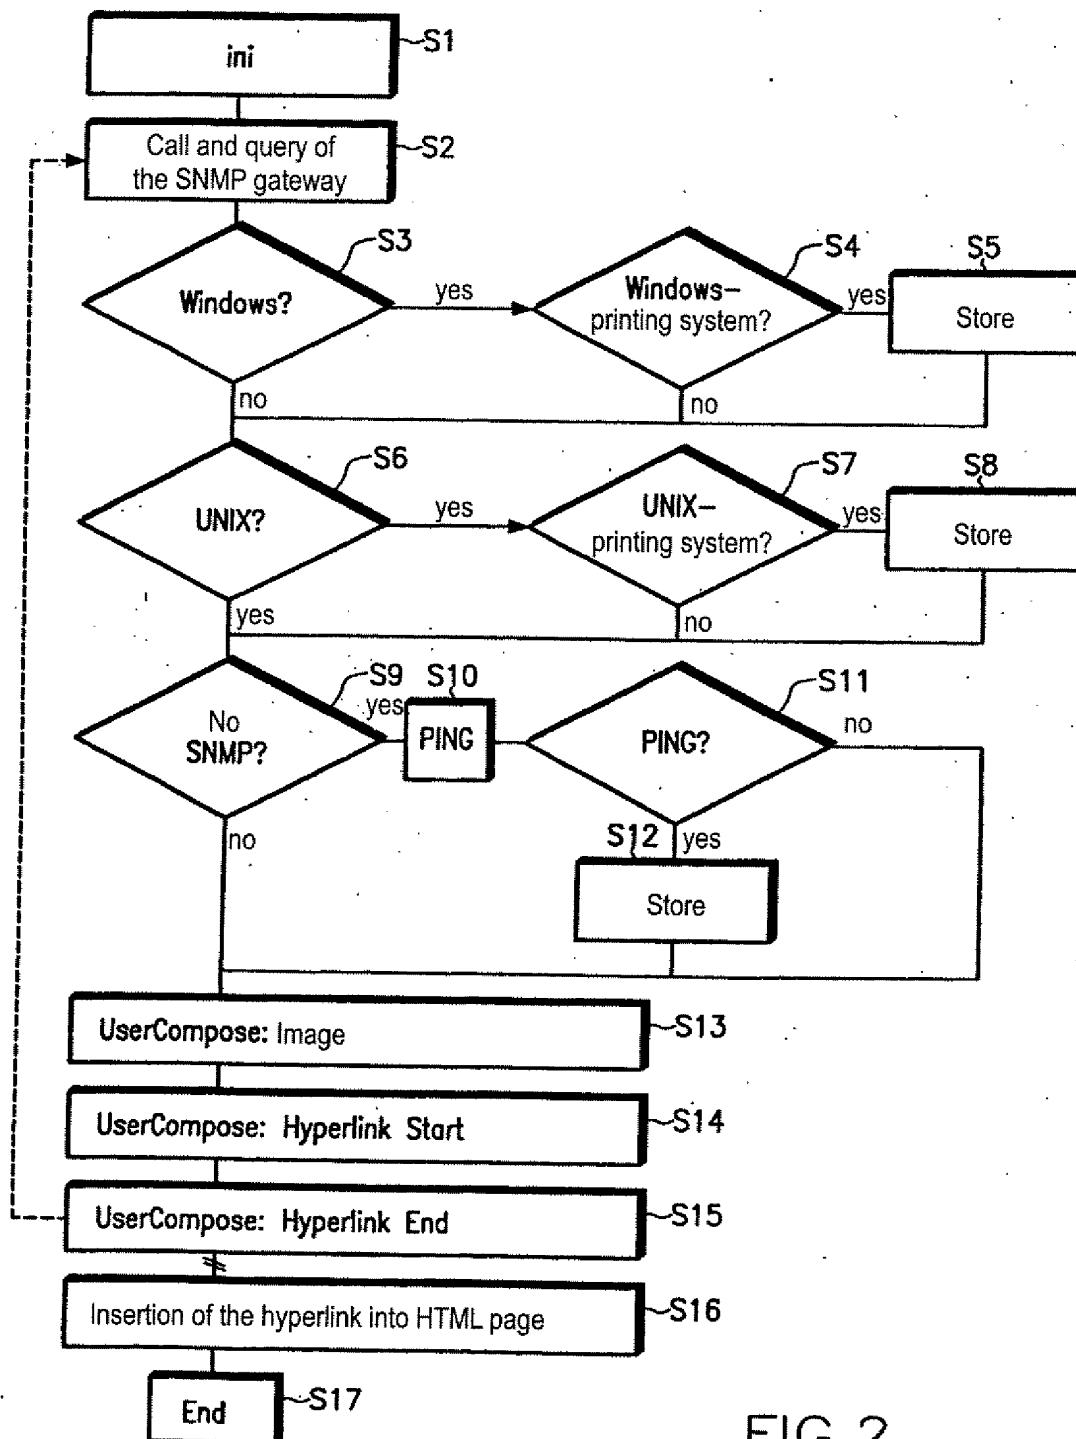 ini
S1
Call and query of
the SNMP gateway
S2
Windows?
S3
yes
Windows–
printing system?
S4
yes
S5
Store
no
no
UNIX?
S6
yes
UNIX–
printing system?
S7
yes
S8
Store
yes
no
No
SNMP?
S9
yes
S10
PING
PING?
S11
no
no
yes
S12
Store
UserCompose: Image
S13
UserCompose: Hyperlink Start
S14
UserCompose: Hyperlink End
S15
Insertion of the hyperlink into HTML page
S16
End
S17
FIG. 2